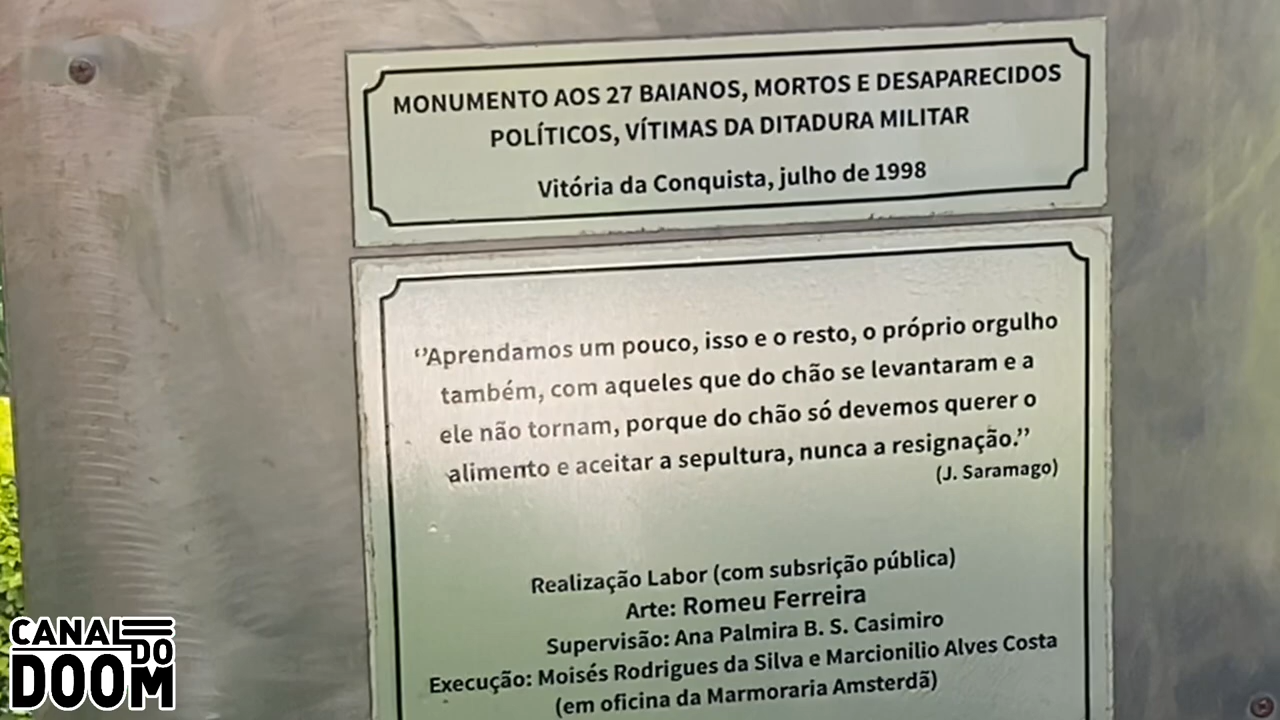 MONUMENTO AOS 27 BAIANOS, MORTOS E DESAPARECIDOS
POLÍTICOS, VÍTIMAS DA DITADURA MILITAR
Vitória da Conquista, julho de 1998
‘’Aprendamos um pouco, isso e o resto, o próprio orgulho
também, com aqueles que do chão se levantaram e a
ele não tornam, porque do chão só devemos querer o
alimento e aceitar a sepultura, nunca a resignação.’’
(J. Saramago)
Realização Labor (com subsrição pública)
Arte: Romeu Ferreira
Supervisão: Ana Palmira B. S. Casimiro
Execução: Moisés Rodrigues da Silva e Marcionilio Alves Costa
(em oficina da Marmoraria Amsterdã)
CANAL
DO
DOOM